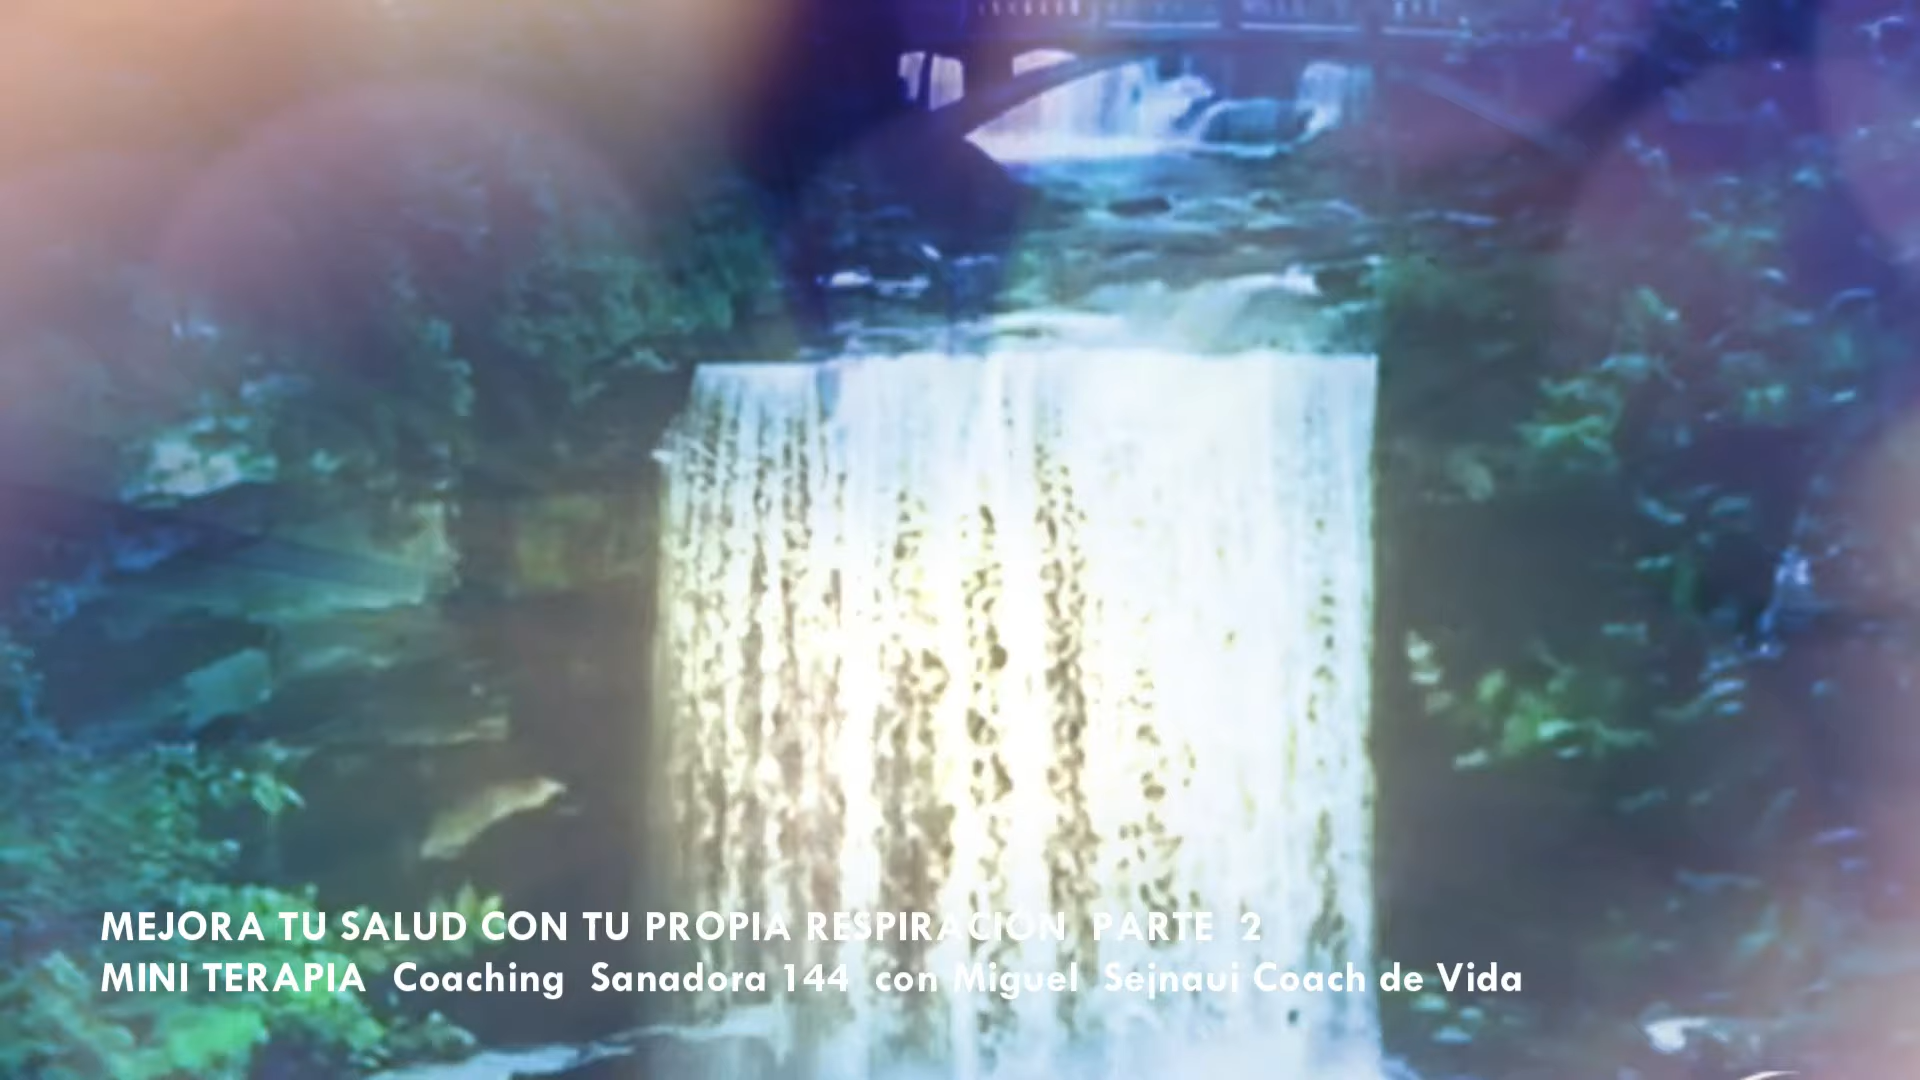 MEJORA TU SALUD CON TU PROPIA RESPIRACIÓN PARTE 2
MINI TERAPIA Coaching Sanadora 144 con Miguel Sejnaui Coach de Vida